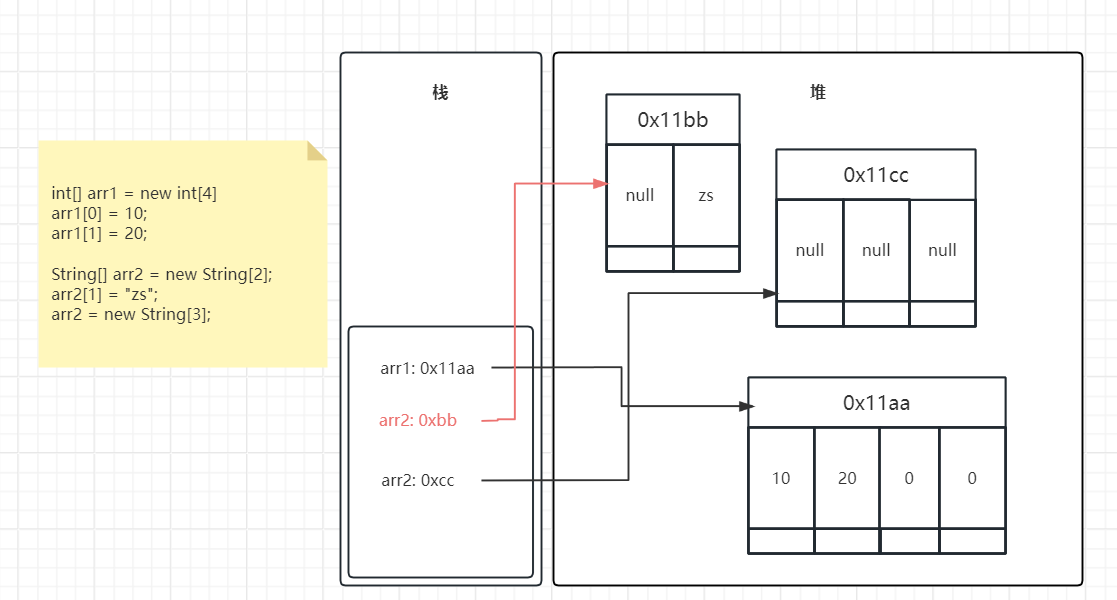 int[] arr1 = new int[4]
arr1[0] = 10;
arr1[1] = 20;
String[] arr2 = new String[2];
arr2[1] = "zs";
arr2 = new String[3];
栈
arr1: 0x11aa
arr2: 0xbb
arr2: 0xcc
堆
0x11bb
null zs
0x11cc
null null null
0x11aa
10 20 0 0